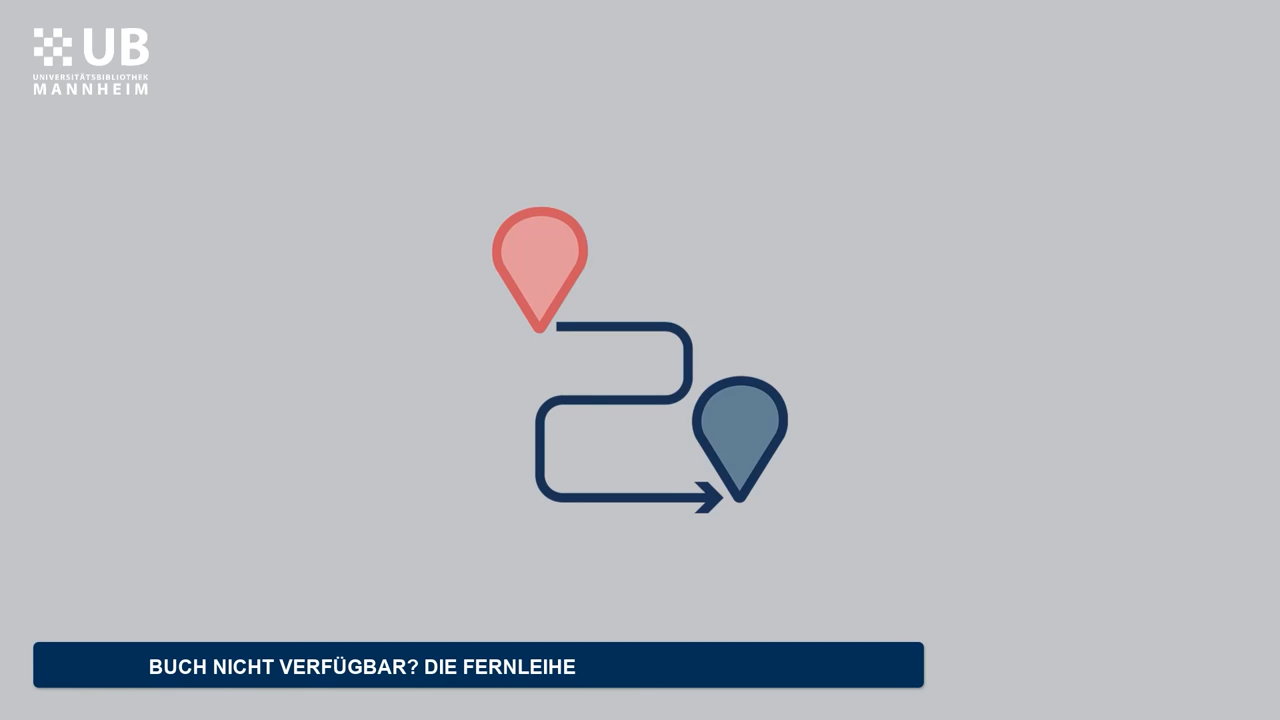 UB
UNIVERSITÄTSBIBLIOTHEK
MANNHEIM
BUCH NICHT VERFÜGBAR? DIE FERNLEIHE